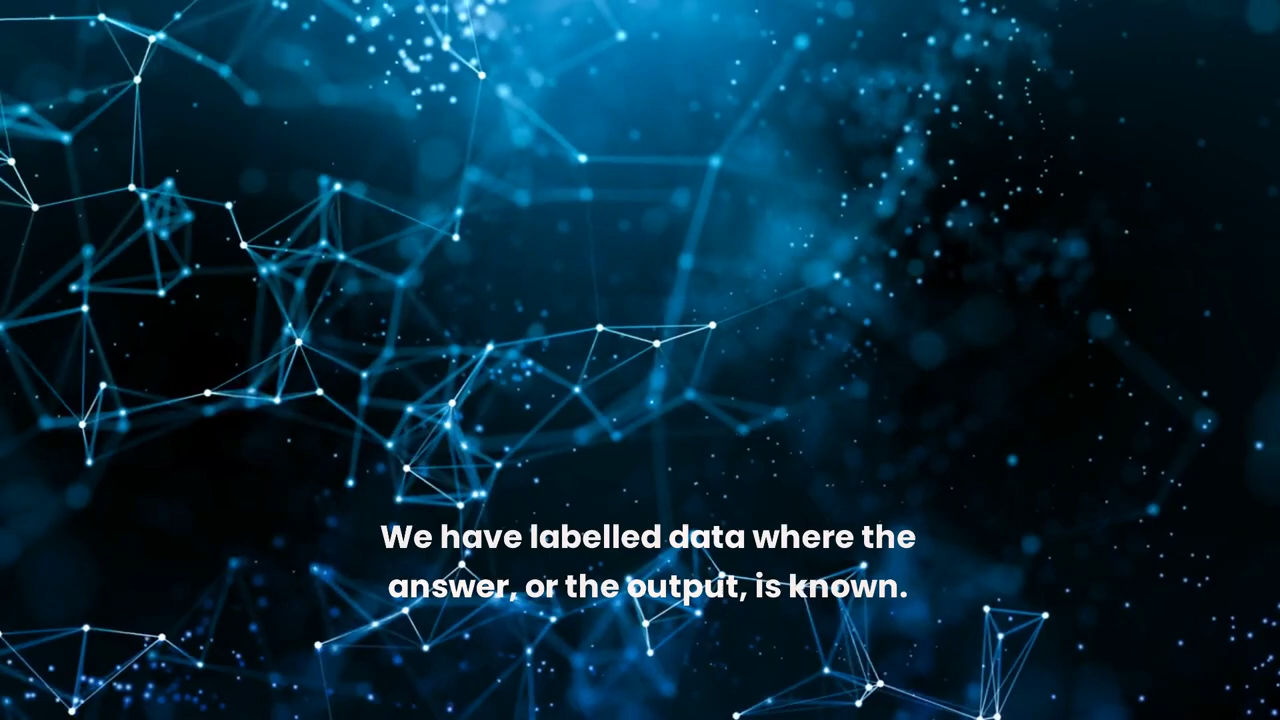 We have labelled data where the
answer, or the output, is known.